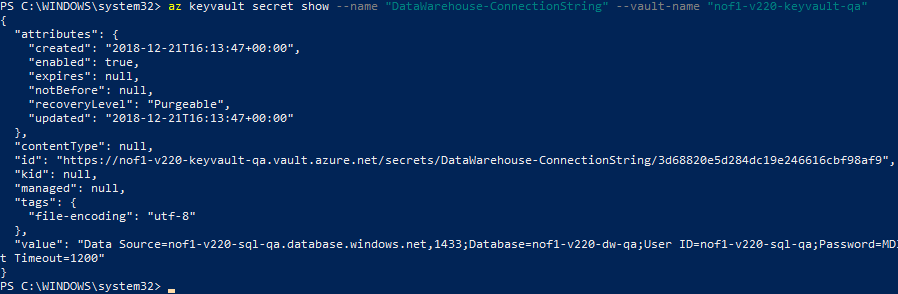 PS C:\WINDOWS\system32> az keyvault secret show --name "DataWarehouse-ConnectionString" --vault-name "nof1-v220-keyvault-qa"
{
  "attributes": {
    "created": "2018-12-21T16:13:47+00:00",
    "enabled": true,
    "expires": null,
    "notBefore": null,
    "recoveryLevel": "Purgeable",
    "updated": "2018-12-21T16:13:47+00:00"
  },
  "contentType": null,
  "id": "https://nof1-v220-keyvault-qa.vault.azure.net/secrets/DataWarehouse-ConnectionString/3d68820e5d284dc19e246616cbf98af9",
  "kid": null,
  "managed": null,
  "tags": {
    "file-encoding": "utf-8"
  },
  "value": "Data Source=nof1-v220-sql-qa.database.windows.net,1433;Database=nof1-v220-dw-qa;User ID=nof1-v220-sql-qa;Password=MD
t Timeout=1200"
}
PS C:\WINDOWS\system32>